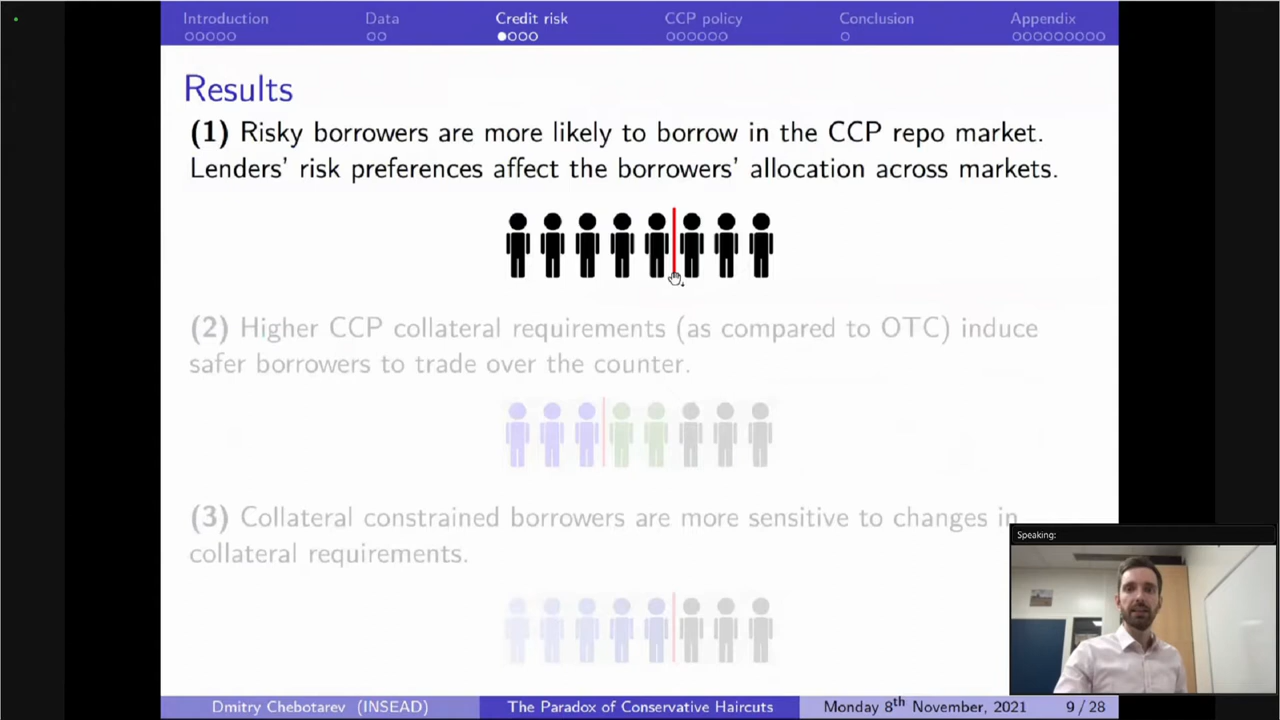 Introduction Data Credit risk CCP policy Conclusion Appendix
Results
(1) Risky borrowers are more likely to borrow in the CCP repo market.
Lenders' risk preferences affect the borrowers' allocation across markets.
(2) Higher CCP collateral requirements (as compared to OTC) induce
safer borrowers to trade over the counter.
(3) Collateral constrained borrowers are more sensitive to changes in
collateral requirements.
Speaking:
Dmitry Chebotarev (INSEAD) The Paradox of Conservative Haircuts Monday 8th November, 2021 9 / 28